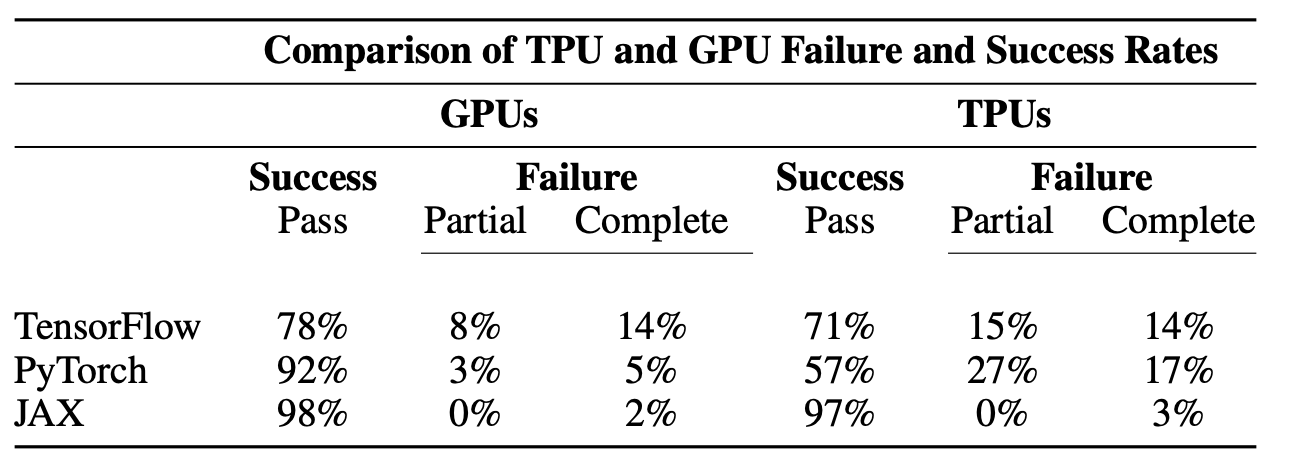 Comparison of TPU and GPU Failure and Success Rates
GPUs TPUs
Success Failure Success Failure
Pass Partial Complete Pass Partial Complete
TensorFlow 78% 8% 14% 71% 15% 14%
PyTorch 92% 3% 5% 57% 27% 17%
JAX 98% 0% 2% 97% 0% 3%